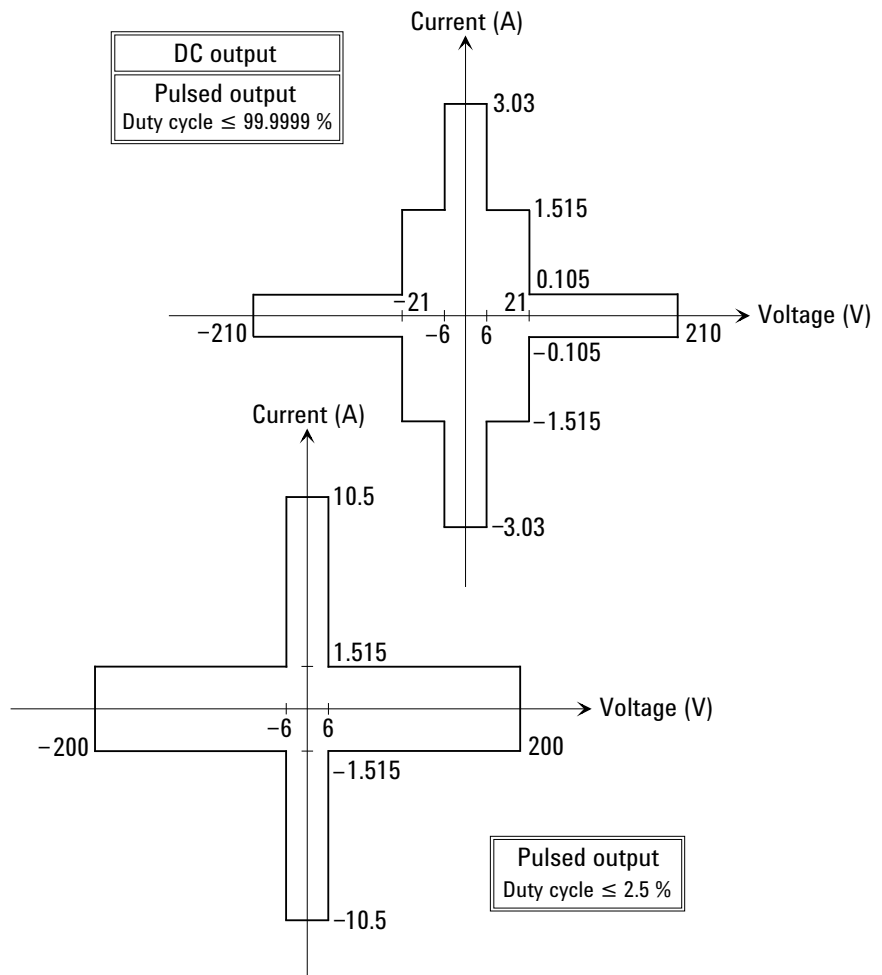 Current (A)
DC output
Pulsed output
Duty cycle ≤ 99.9999 %
3.03
1.515
0.105
−21
21
Voltage (V)
−210
−6
6
210
−0.105
−1.515
−3.03
Current (A)
10.5
1.515
Voltage (V)
−6
6
−200
200
−1.515
Pulsed output
Duty cycle ≤ 2.5 %
−10.5